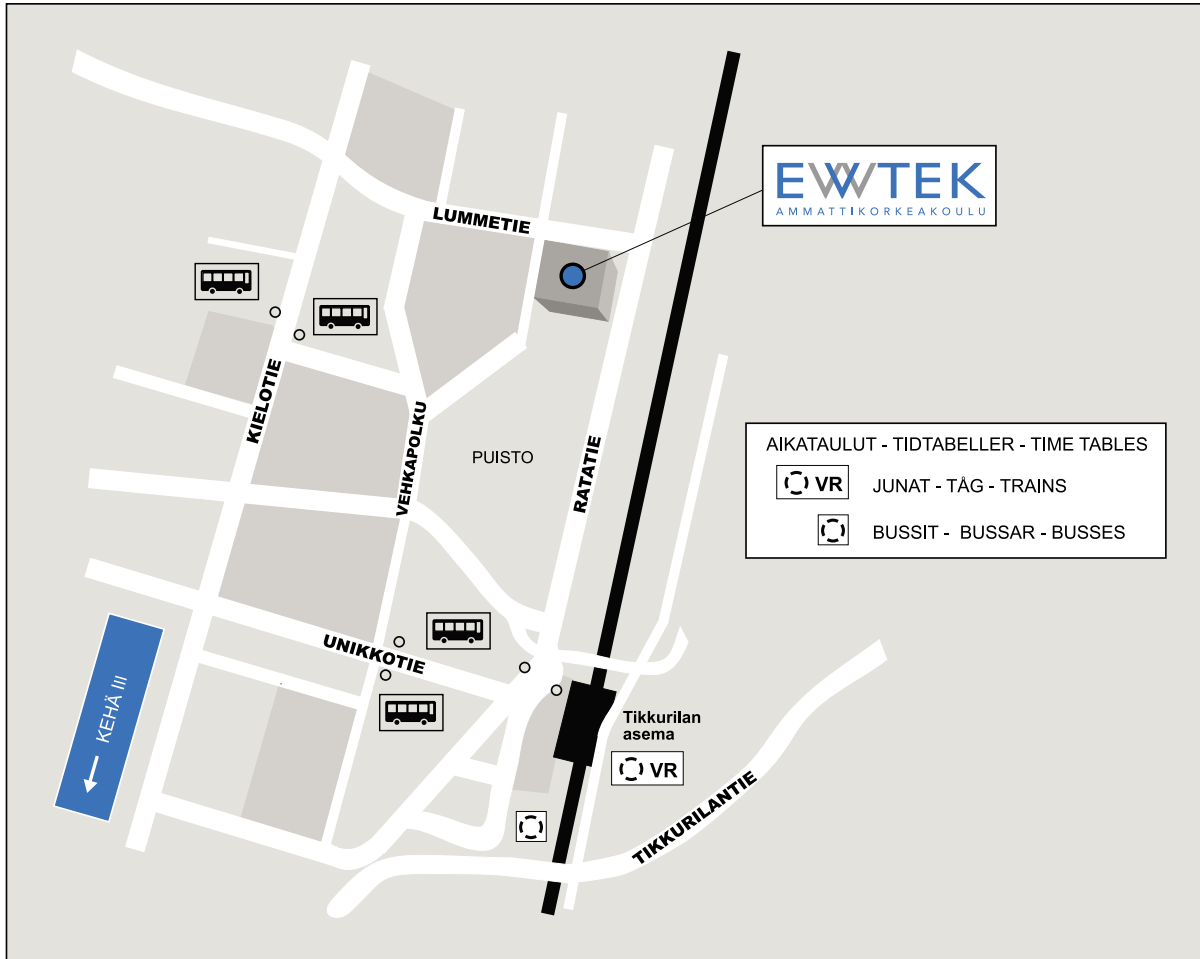 EVVTEK
AMMATTIKORKEAKOULU
LUMMETIE
KIELOTIE
VEHKAPOLKU
PUISTO
RATATIE
AIKATAULUT - TIDTABELLER - TIME TABLES
VR JUNAT - TÅG - TRAINS
BUSSIT - BUSSAR - BUSSES
UNIKKOTIE
KEHÄ III
Tikkurilan
asema
VR
TIKKURILANTIE